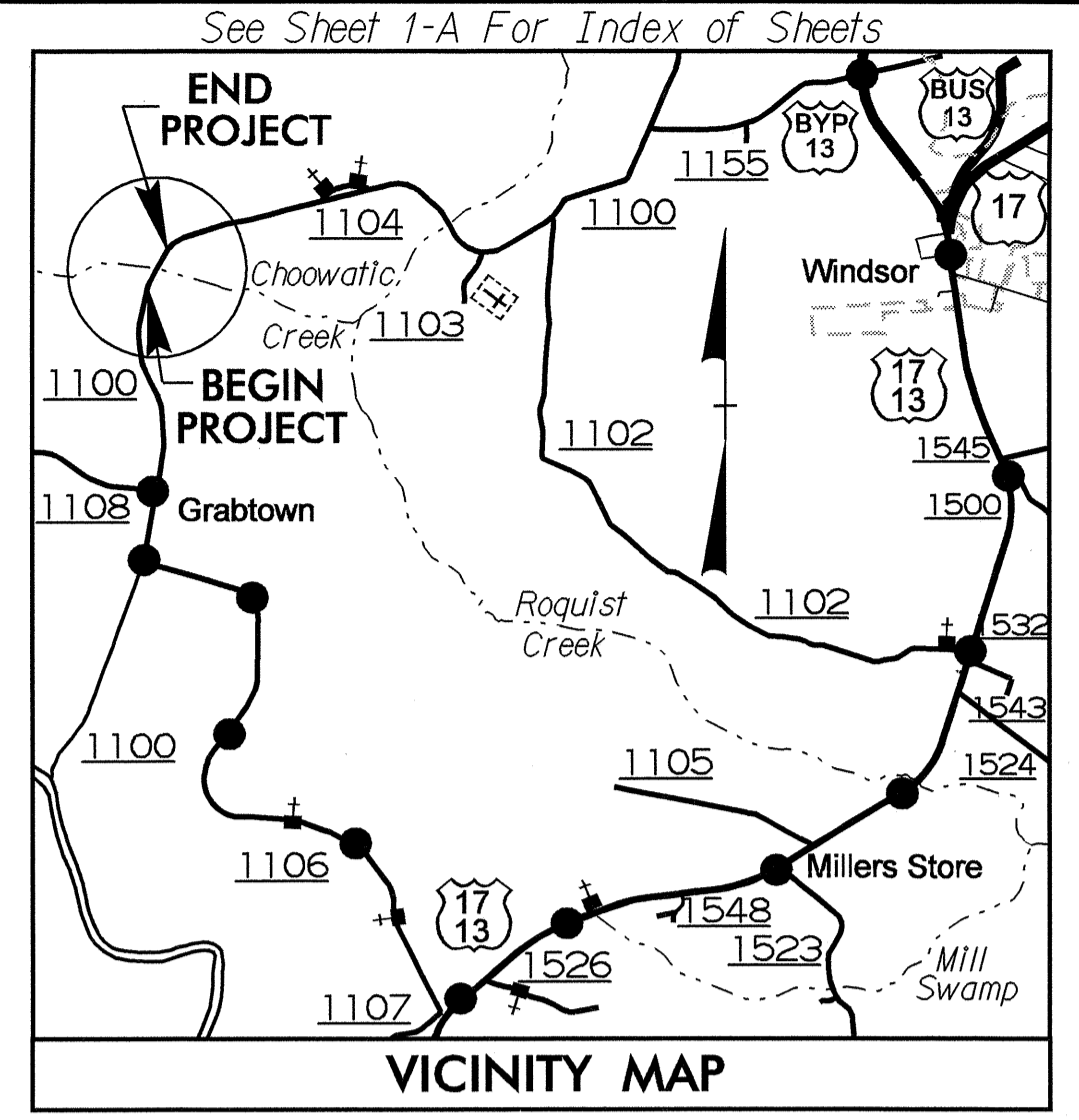 See Sheet 1-A For Index of Sheets
END
PROJECT
BUS
13
BYP
13
1155
17
1104
1100
Windsor
Choowatic
Creek
1103
1100
BEGIN
PROJECT
17
13
1102
1545
1108
Grabtown
1500
Roquist
Creek
1102
1532
1543
1100
1105
1524
1106
Millers Store
17
13
1548
1523
1526
Mill
Swamp
1107
VICINITY MAP